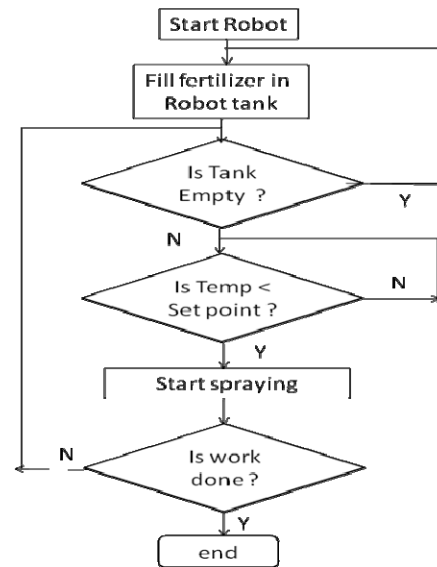 Start Robot
Fill fertilizer in
Robot tank
Is Tank
Empty ?
Y
N
Is Temp <
Set point ?
N
Y
Start spraying
Is work
done ?
N
Y
end